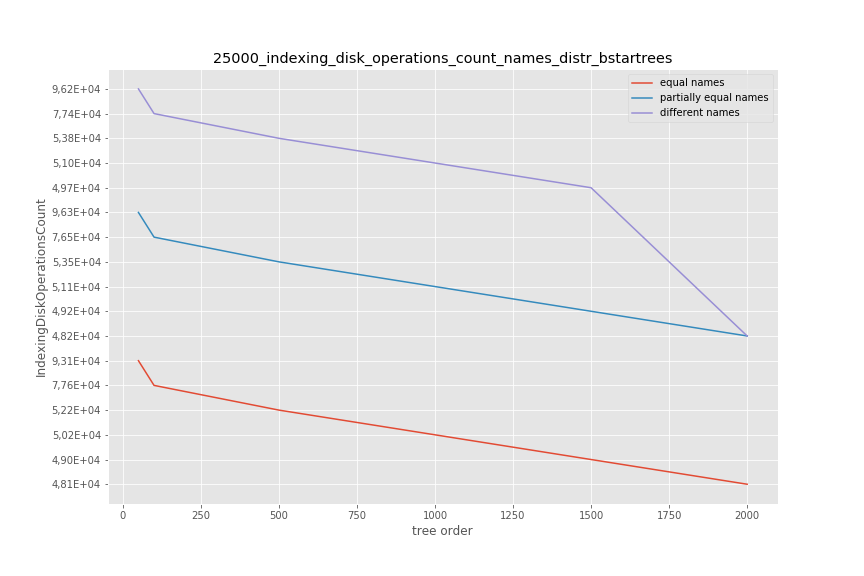 25000_indexing_disk_operations_count_names_distr_bstartrees
equal names
partially equal names
different names
IndexingDiskOperationsCount
9,62E+04
7,74E+04
5,38E+04
5,10E+04
4,97E+04
9,63E+04
7,65E+04
5,35E+04
5,11E+04
4,92E+04
4,82E+04
9,31E+04
7,76E+04
5,22E+04
5,02E+04
4,90E+04
4,81E+04
0 250 500 750 1000 1250 1500 1750 2000
tree order